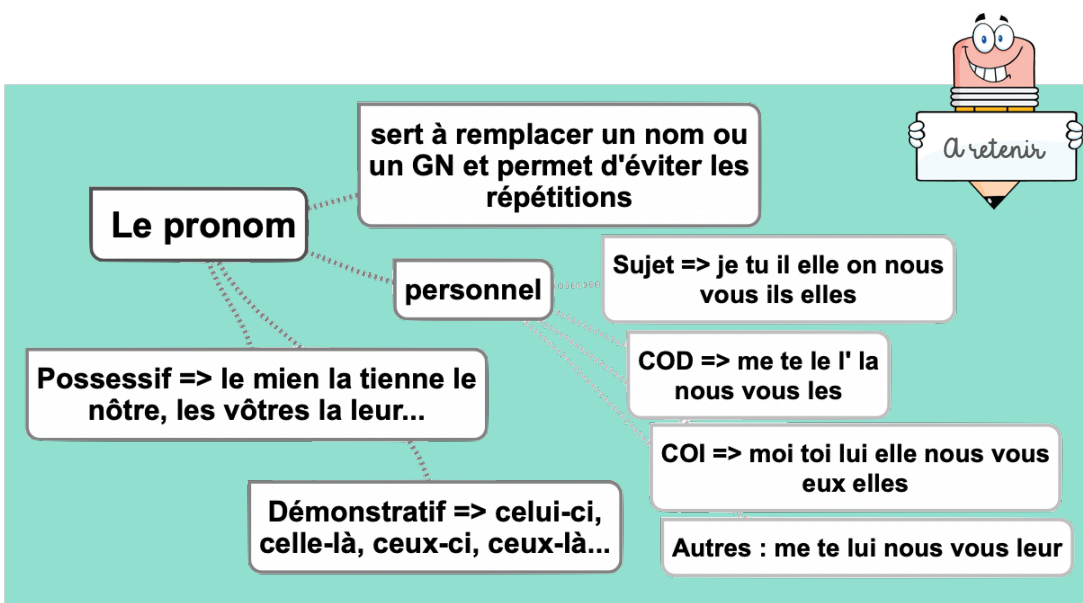 A retenir
sert à remplacer un nom ou
un GN et permet d'éviter les
répétitions
Le pronom
personnel
Sujet => je tu il elle on nous
vous ils elles
COD => me te le l' la
nous vous les
Possessif => le mien la tienne le
nôtre, les vôtres la leur...
COI => moi toi lui elle nous vous
eux elles
Démonstratif => celui-ci,
celle-là, ceux-ci, ceux-là...
Autres : me te lui nous vous leur